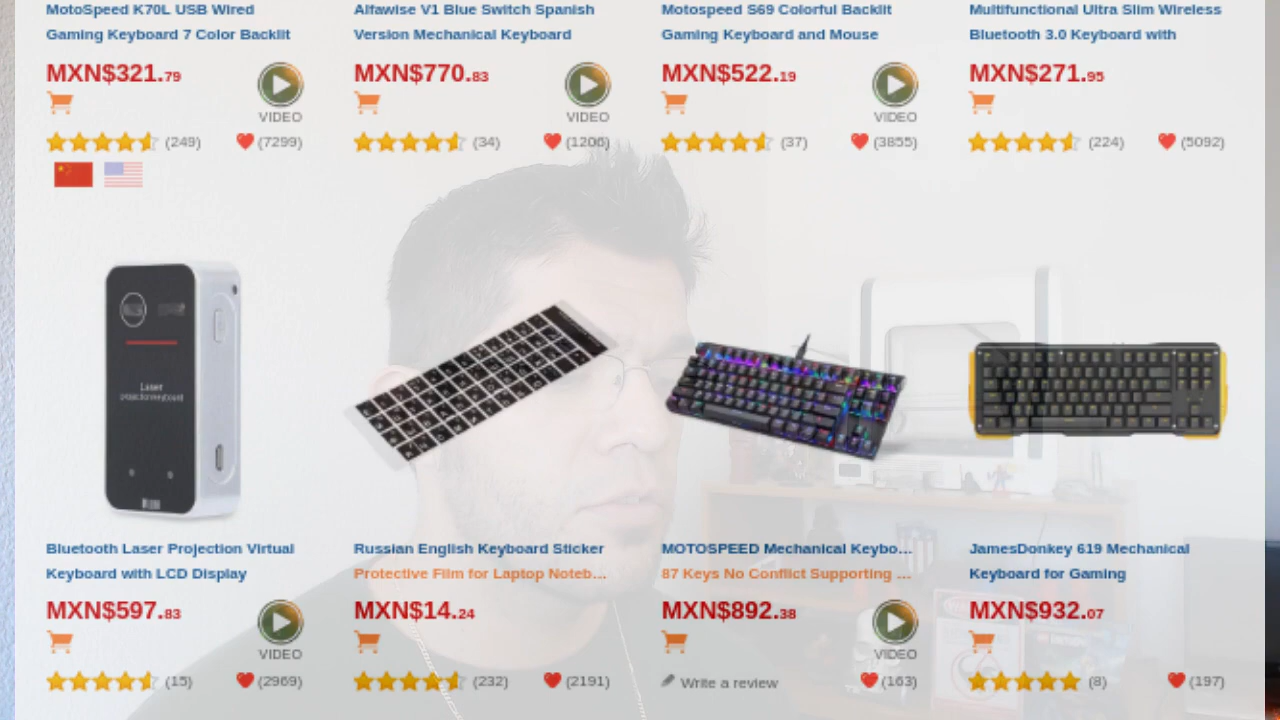 MotoSpeed K70L USB Wired
Gaming Keyboard 7 Color Backlit
MXN$321.79
VIDEO
(249) (7299)
Alfawise V1 Blue Switch Spanish
Version Mechanical Keyboard
MXN$770.83
VIDEO
(34) (1206)
Motospeed S69 Colorful Backlit
Gaming Keyboard and Mouse
MXN$522.19
VIDEO
(37) (3855)
Multifunctional Ultra Slim Wireless
Bluetooth 3.0 Keyboard with
MXN$271.95
(224) (5092)
Laser
projection keyboard
Bluetooth Laser Projection Virtual
Keyboard with LCD Display
MXN$597.83
VIDEO
(15) (2969)
Russian English Keyboard Sticker
Protective Film for Laptop Noteb...
MXN$14.24
(232) (2191)
MOTOSPEED Mechanical Keybo...
87 Keys No Conflict Supporting ...
MXN$892.38
VIDEO
Write a review (163)
JamesDonkey 619 Mechanical
Keyboard for Gaming
MXN$932.07
(8) (197)